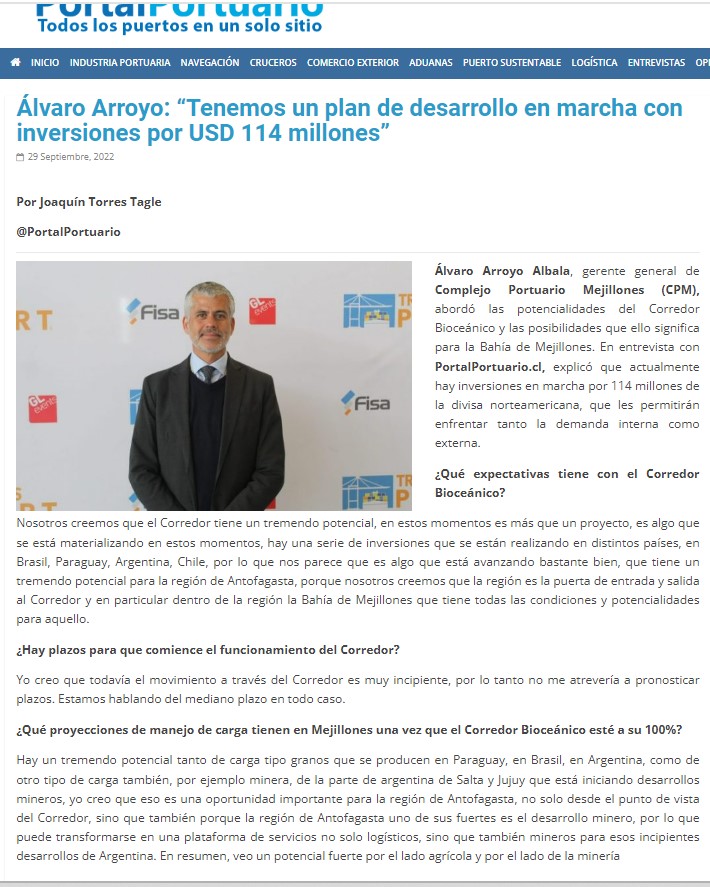 PortalPortuario
Todos los puertos en un solo sitio
INICIO INDUSTRIA PORTUARIA NAVEGACIÓN CRUCEROS COMERCIO EXTERIOR ADUANAS PUERTO SUSTENTABLE LOGÍSTICA ENTREVISTAS OPI
Álvaro Arroyo: “Tenemos un plan de desarrollo en marcha con
inversiones por USD 114 millones”
29 Septiembre, 2022
Por Joaquín Torres Tagle
@PortalPortuario
RT
Fisa
GL events
TR
P
GL events
Fisa
S
P
TR
P
Álvaro Arroyo Albala, gerente general de
Complejo Portuario Mejillones (CPM),
abordó las potencialidades del Corredor
Bioceánico y las posibilidades que ello significa
para la Bahía de Mejillones. En entrevista con
PortalPortuario.cl, explicó que actualmente
hay inversiones en marcha por 114 millones de
la divisa norteamericana, que les permitirán
enfrentar tanto la demanda interna como
externa.
¿Qué expectativas tiene con el Corredor
Bioceánico?
Nosotros creemos que el Corredor tiene un tremendo potencial, en estos momentos es más que un proyecto, es algo que
se está materializando en estos momentos, hay una serie de inversiones que se están realizando en distintos países, en
Brasil, Paraguay, Argentina, Chile, por lo que nos parece que es algo que está avanzando bastante bien, que tiene un
tremendo potencial para la región de Antofagasta, porque nosotros creemos que la región es la puerta de entrada y salida
al Corredor y en particular dentro de la región la Bahía de Mejillones que tiene todas las condiciones y potencialidades
para aquello.
¿Hay plazos para que comience el funcionamiento del Corredor?
Yo creo que todavía el movimiento a través del Corredor es muy incipiente, por lo tanto no me atrevería a pronosticar
plazos. Estamos hablando del mediano plazo en todo caso.
¿Qué proyecciones de manejo de carga tienen en Mejillones una vez que el Corredor Bioceánico esté a su 100%?
Hay un tremendo potencial tanto de carga tipo granos que se producen en Paraguay, en Brasil, en Argentina, como de
otro tipo de carga también, por ejemplo minera, de la parte de argentina de Salta y Jujuy que está iniciando desarrollos
mineros, yo creo que eso es una oportunidad importante para la región de Antofagasta, no solo desde el punto de vista
del Corredor, sino que también porque la región de Antofagasta uno de sus fuertes es el desarrollo minero, por lo que
puede transformarse en una plataforma de servicios no solo logísticos, sino que también mineros para esos incipientes
desarrollos de Argentina. En resumen, veo un potencial fuerte por el lado agrícola y por el lado de la minería